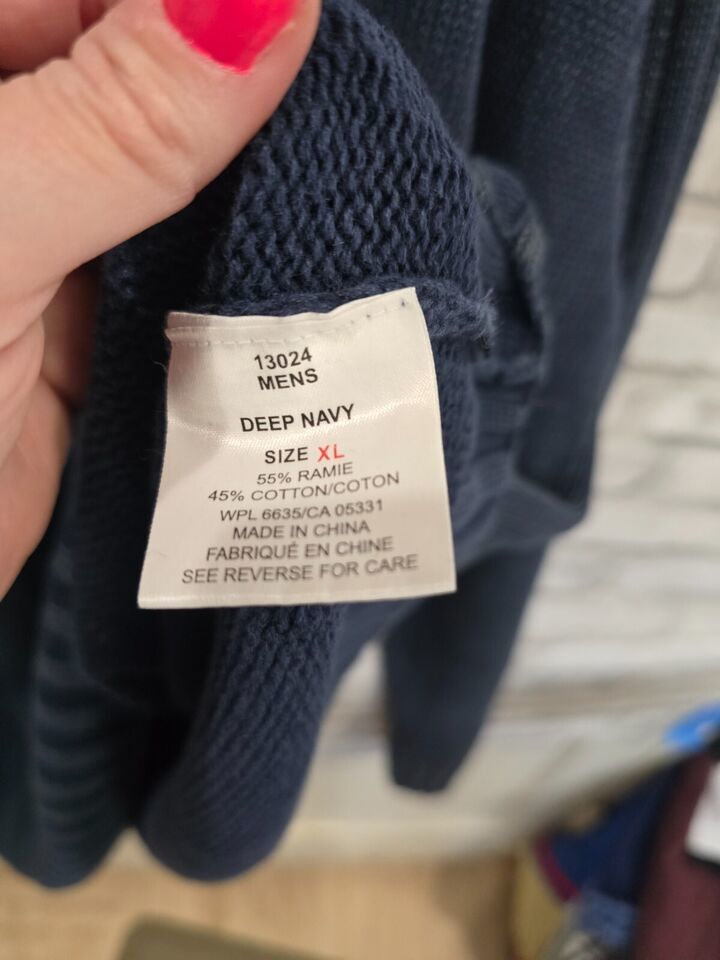 13024
MENS
DEEP NAVY
SIZE XL
55% RAMIE
45% COTTON/COTON
WPL 6635/CA 05331
MADE IN CHINA
FABRIQUÉ EN CHINE
SEE REVERSE FOR CARE